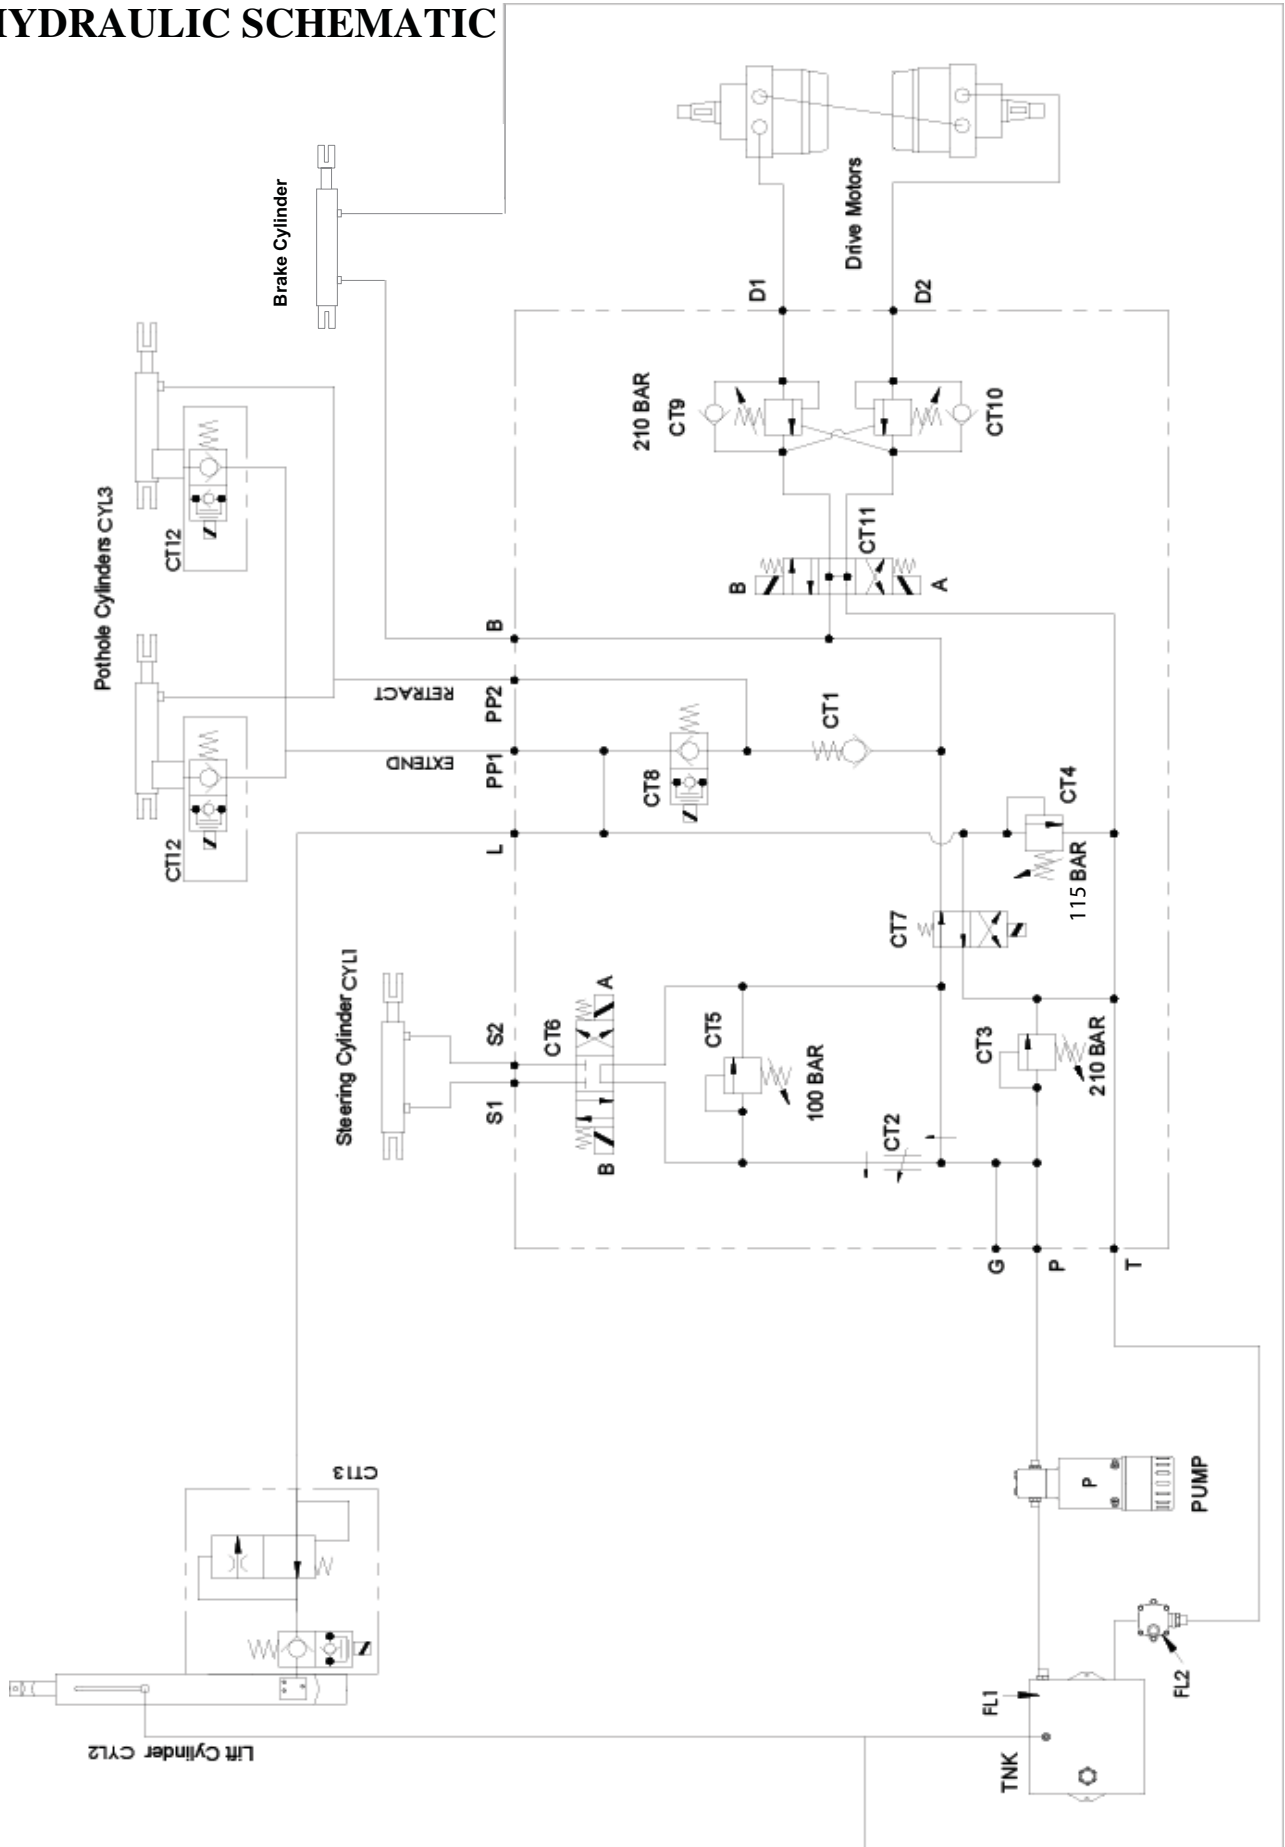 HYDRAULIC SCHEMATIC
Brake Cylinder
Drive Motors
D1
D2
210 BAR
CT9
CT10
Pothole Cylinders CYL3
CT12
CT12
B
CT11
A
B
RETRACT
PP2
EXTEND
PP1
L
CT8
CT1
CT4
115 BAR
CT7
Steering Cylinder CYL1
S2
S1
CT6
A
B
CT5
100 BAR
CT3
210 BAR
CT2
G
P
T
CT13
P
PUMP
Lift Cylinder CYL2
FL1
FL2
TNK